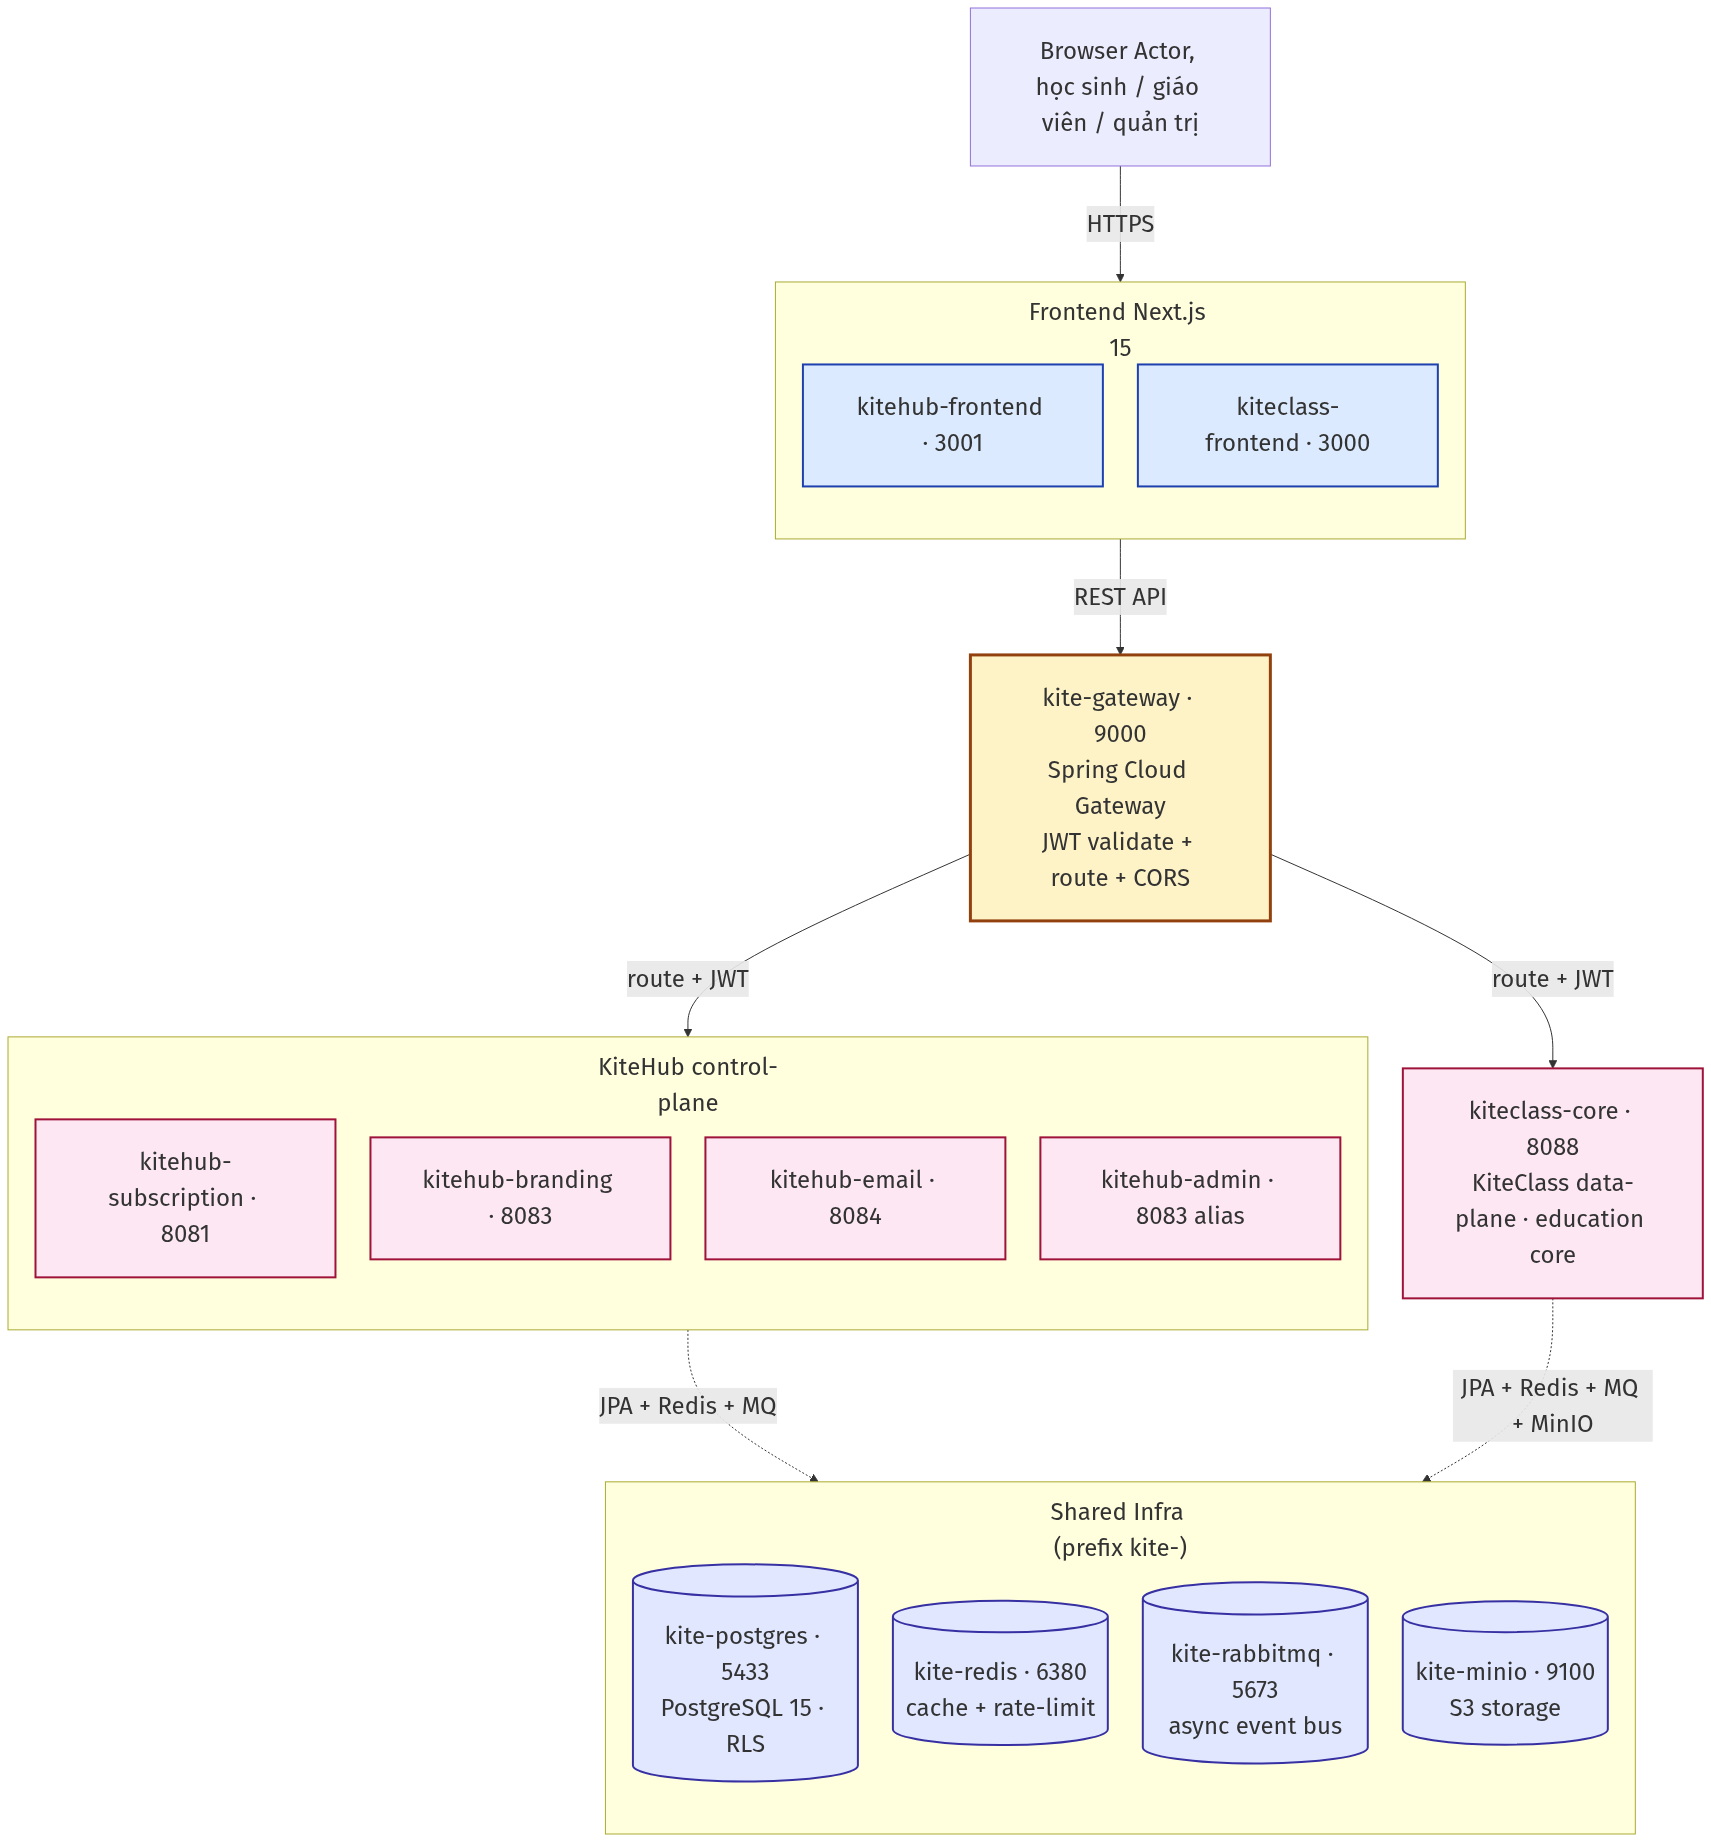 Browser Actor,
học sinh / giáo
viên / quản trị
HTTPS
Frontend Next.js
15
kitehub-frontend
· 3001
kiteclass-
frontend · 3000
REST API
kite-gateway ·
9000
Spring Cloud
Gateway
JWT validate +
route + CORS
route + JWT
route + JWT
KiteHub control-
plane
kitehub-
subscription ·
8081
kitehub-branding
· 8083
kitehub-email ·
8084
kitehub-admin ·
8083 alias
kiteclass-core ·
8088
KiteClass data-
plane · education
core
JPA + Redis + MQ
JPA + Redis + MQ
+ MinIO
Shared Infra
(prefix kite-)
kite-postgres ·
5433
PostgreSQL 15 ·
RLS
kite-redis · 6380
cache + rate-limit
kite-rabbitmq ·
5673
async event bus
kite-minio · 9100
S3 storage